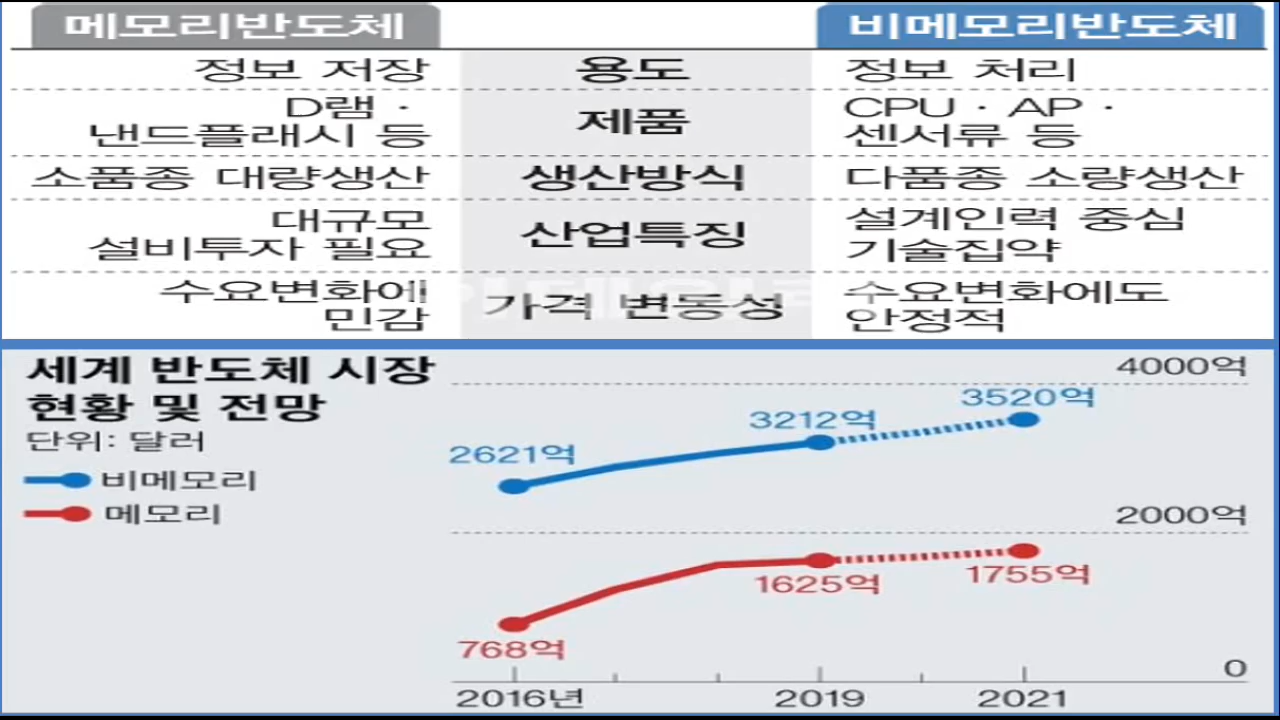 메모리반도체
비메모리반도체
정보 저장
용도
정보 처리
D램·
낸드플래시 등
제품
CPU·AP·
센서류 등
소품종 대량생산
생산방식
다품종 소량생산
대규모
설비투자 필요
산업특징
설계인력 중심
기술집약
수요변화에
민감
가격 변동성
수요변화에도
안정적
세계 반도체 시장
현황 및 전망
단위: 달러
비메모리
메모리
4000억
3520억
3212억
2621억
2000억
1755억
1625억
768억
0
2016년
2019
2021